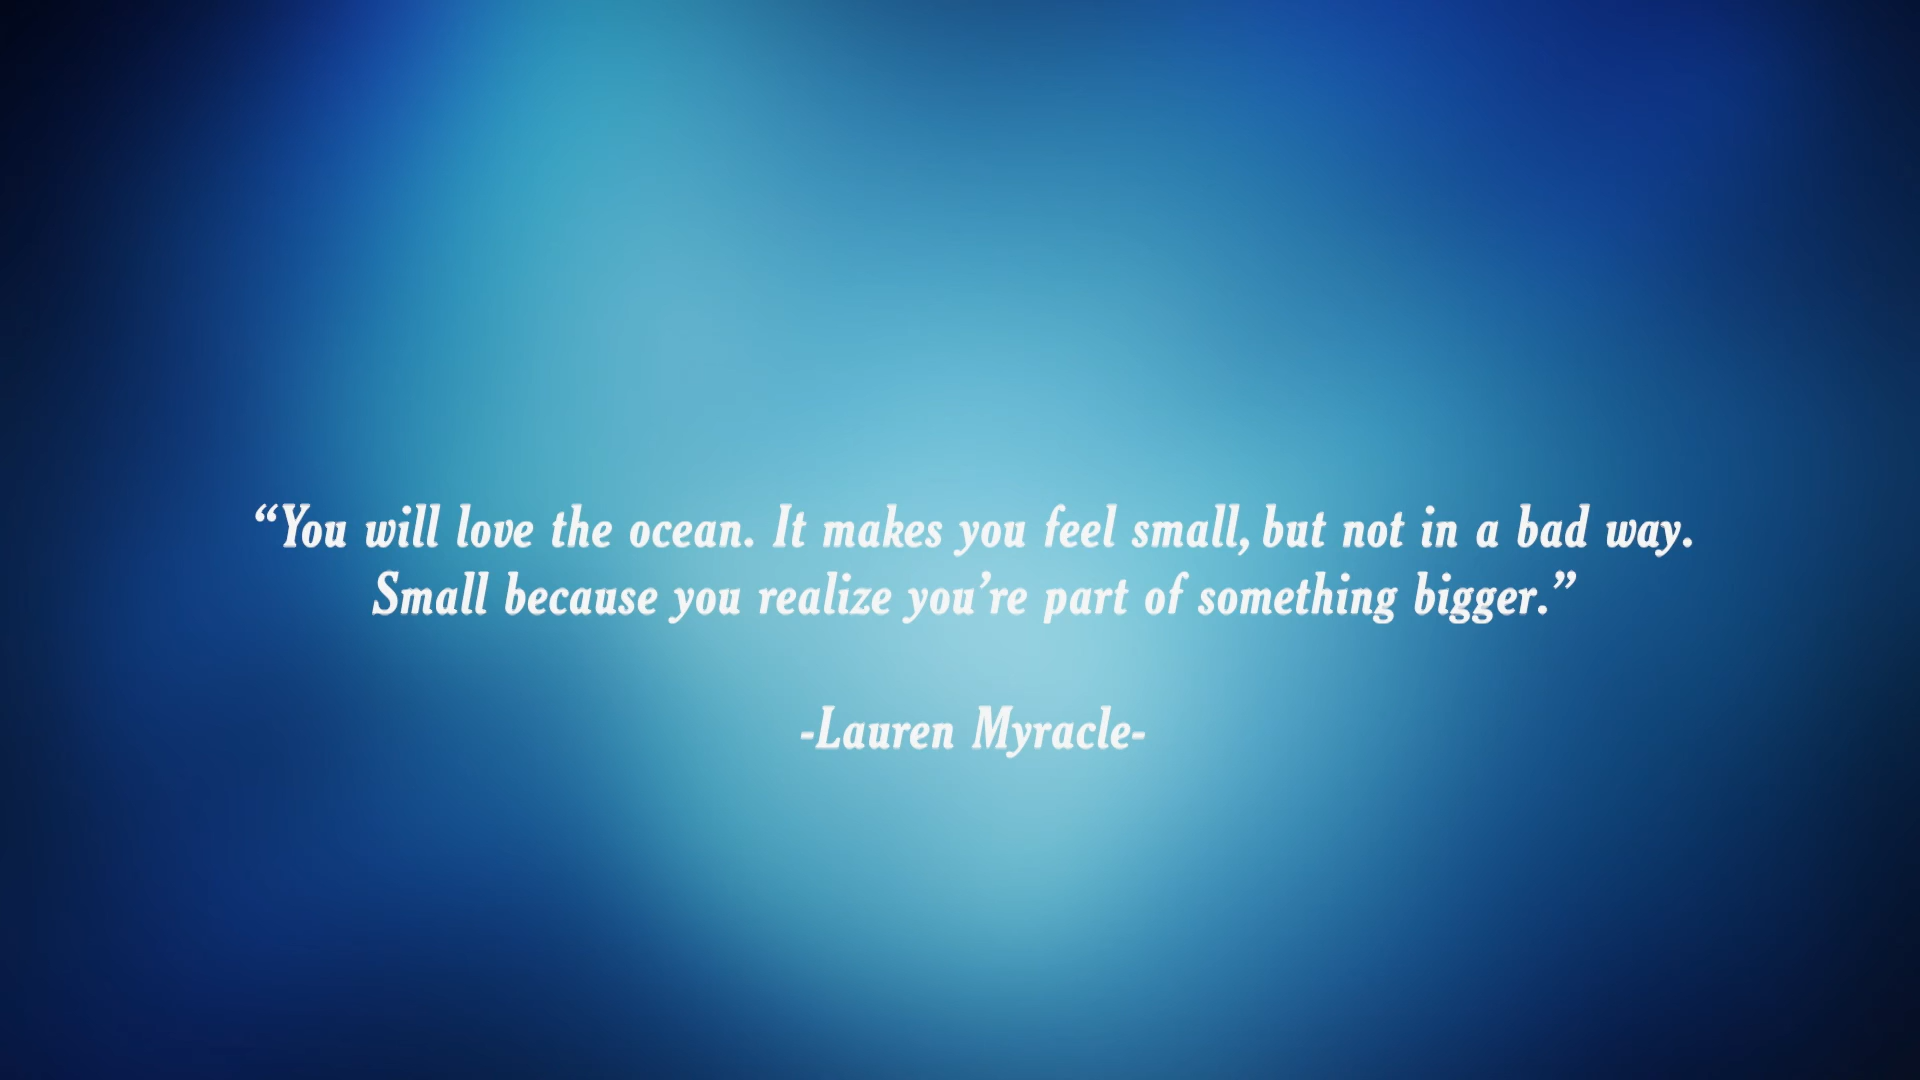 “You will love the ocean. It makes you feel small, but not in a bad way.
Small because you realize you’re part of something bigger.”
-Lauren Myracle-